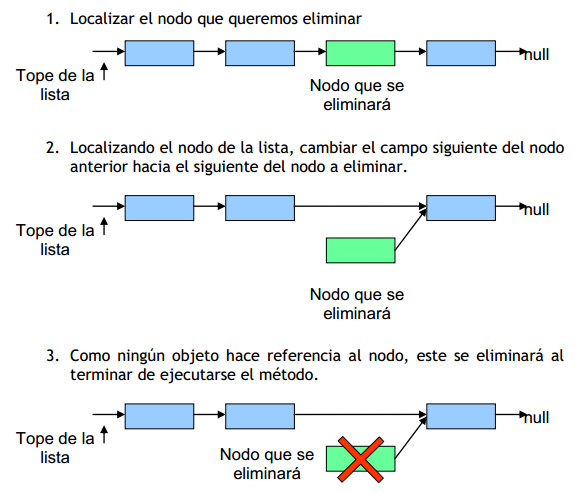 1. Localizar el nodo que queremos eliminar
null
Tope de la
lista
Nodo que se
eliminará
2. Localizando el nodo de la lista, cambiar el campo siguiente del nodo
anterior hacia el siguiente del nodo a eliminar.
null
Tope de la
lista
Nodo que se
eliminará
3. Como ningún objeto hace referencia al nodo, este se eliminará al
terminar de ejecutarse el método.
null
Tope de la
lista
Nodo que se
eliminará